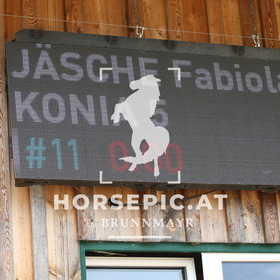 JÄSCHE Fabiola
#11
HORSEPIC.AT
© BRUNNMAYR